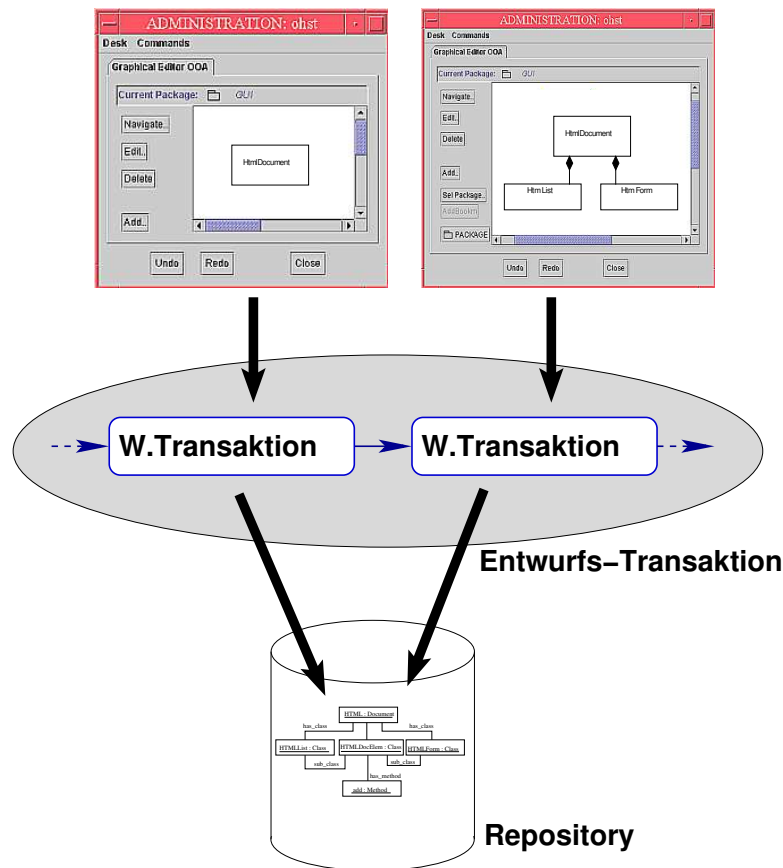 ADMINISTRATION: ohst
Desk Commands
Graphical Editor OOA
Current Package: GUI
Navigate..
Edit..
Delete
Add..
HtmlDocument
Undo Redo Close
ADMINISTRATION: ohst
Desk Commands
Graphical Editor OOA
Current Package: GUI
Navigate..
Edit..
Delete
Add..
Sel Package..
AddBookm
PACKAGE
HtmlDocument
Htm List Htm Form
Undo Redo Close
W.Transaktion W.Transaktion
Entwurfs−Transaktion
HTML : Document
has_class has_class
HTMLList : Class HTMLDocElem : Class HTMLForm : Class
sub_class sub_class
has_method
add : Method
Repository